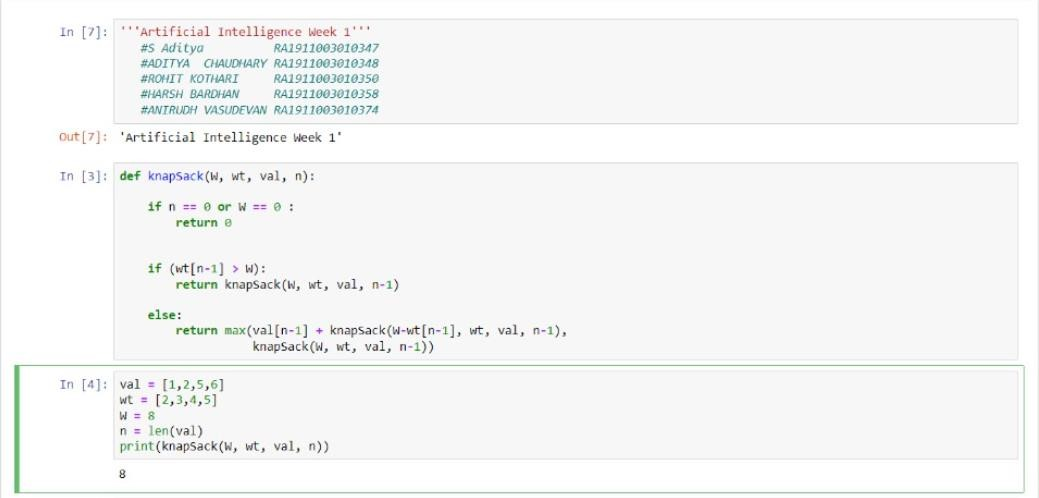 In [7]: '''Artificial Intelligence Week 1'''
#S Aditya RA1911003010347
#ADITYA CHAUDHARY RA1911003010348
#ROHIT KOTHARI RA1911003010350
#HARSH BARDHAN RA1911003010358
#ANIRUDH VASUDEVAN RA1911003010374
Out[7]: 'Artificial Intelligence Week 1'
In [3]: def knapSack(W, wt, val, n):
if n == 0 or W == 0 :
return 0
if (wt[n-1] > W):
return knapSack(W, wt, val, n-1)
else:
return max(val[n-1] + knapSack(W-wt[n-1], wt, val, n-1),
knapSack(W, wt, val, n-1))
In [4]: val = [1,2,5,6]
wt = [2,3,4,5]
W = 8
n = len(val)
print(knapSack(W, wt, val, n))
8